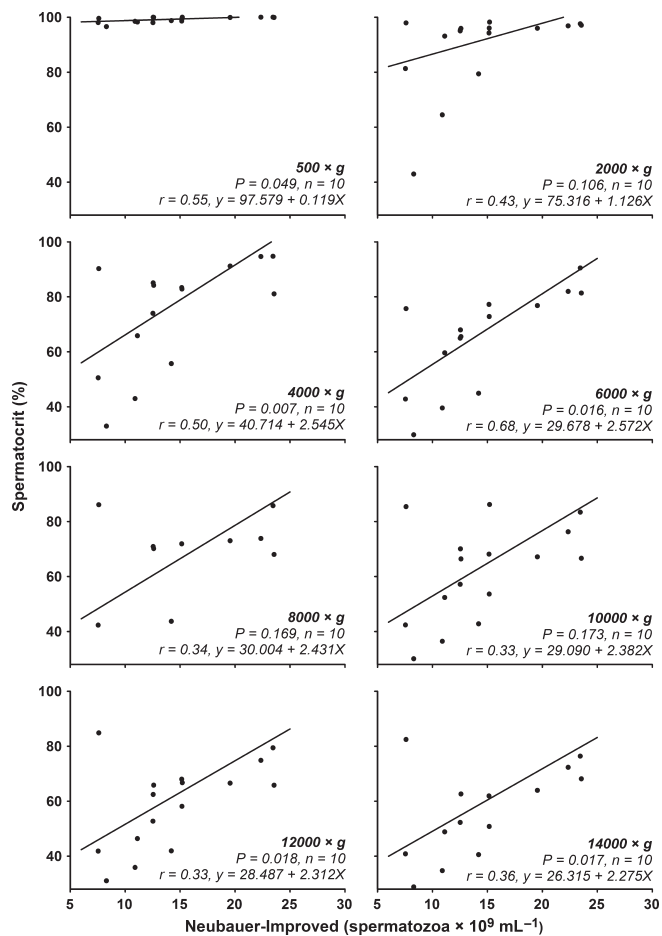 100
80
60
40
500 × g
P = 0.049, n = 10
r = 0.55, y = 97.579 + 0.119X
2000 × g
P = 0.106, n = 10
r = 0.43, y = 75.316 + 1.126X
100
80
60
40
4000 × g
P = 0.007, n = 10
r = 0.50, y = 40.714 + 2.545X
6000 × g
P = 0.016, n = 10
r = 0.68, y = 29.678 + 2.572X
Spermatocrit (%)
100
80
60
40
8000 × g
P = 0.169, n = 10
r = 0.34, y = 30.004 + 2.431X
10000 × g
P = 0.173, n = 10
r = 0.33, y = 29.090 + 2.382X
100
80
60
40
12000 × g
P = 0.018, n = 10
r = 0.33, y = 28.487 + 2.312X
14000 × g
P = 0.017, n = 10
r = 0.36, y = 26.315 + 2.275X
5 10 15 20 25 30 5 10 15 20 25 30
Neubauer-Improved (spermatozoa × 10⁹ mL⁻¹)